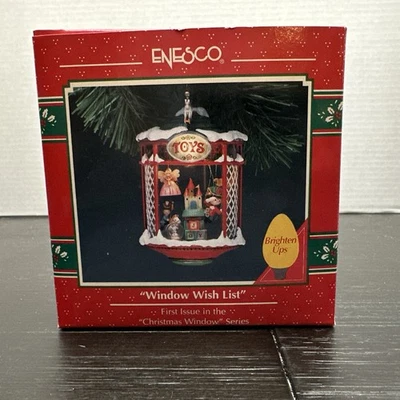 ENESCO®
TOYS
Brighten
Ups
"Window Wish List"
First Issue in the
"Christmas Window" Series